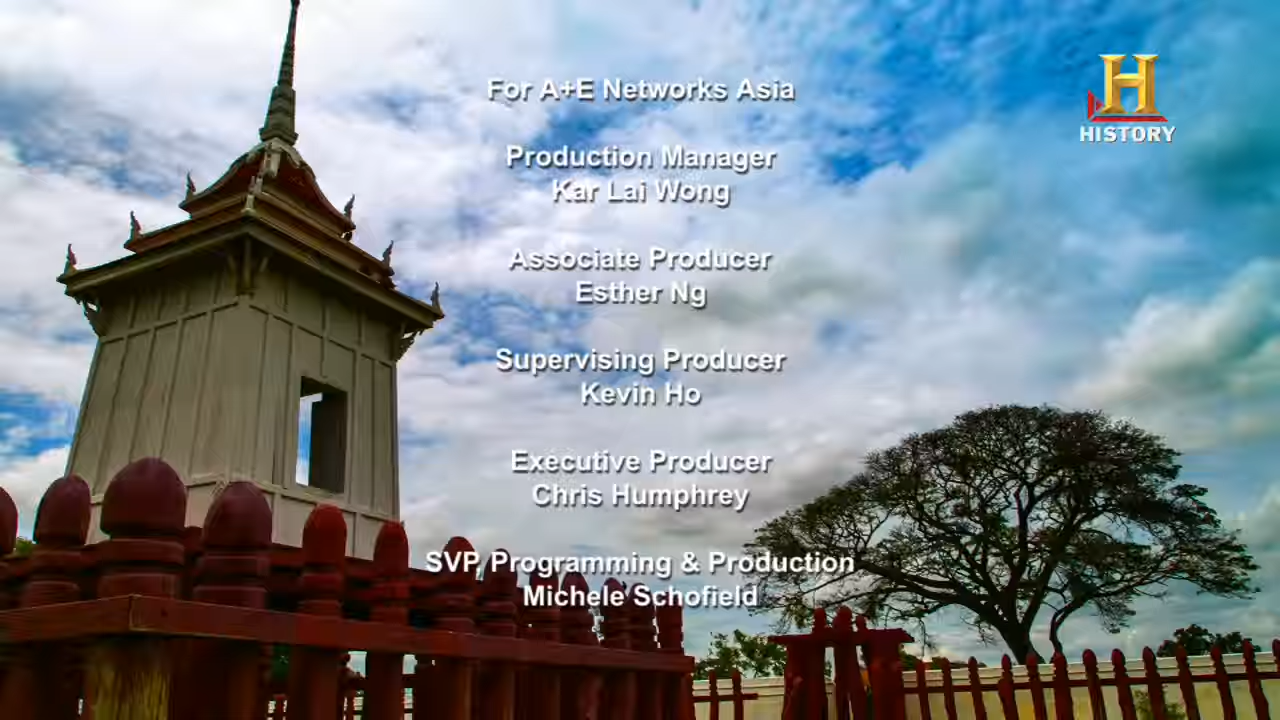 For A+E Networks Asia
H
HISTORY
Production Manager
Kar Lai Wong
Associate Producer
Esther Ng
Supervising Producer
Kevin Ho
Executive Producer
Chris Humphrey
SVP, Programming & Production
Michele Schofield